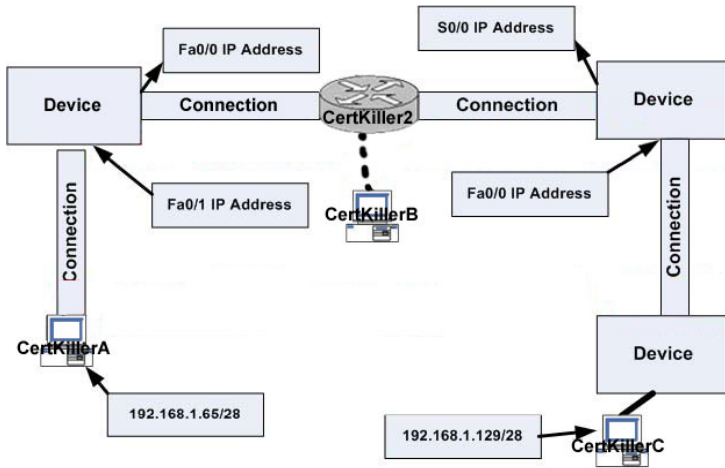 Fa0/0 IP Address
S0/0 IP Address
Device
Connection
CertKiller2
Connection
Device
Fa0/1 IP Address
CertKillerB
Fa0/0 IP Address
Connection
Connection
CertKillerA
Device
192.168.1.65/28
192.168.1.129/28
CertKillerC